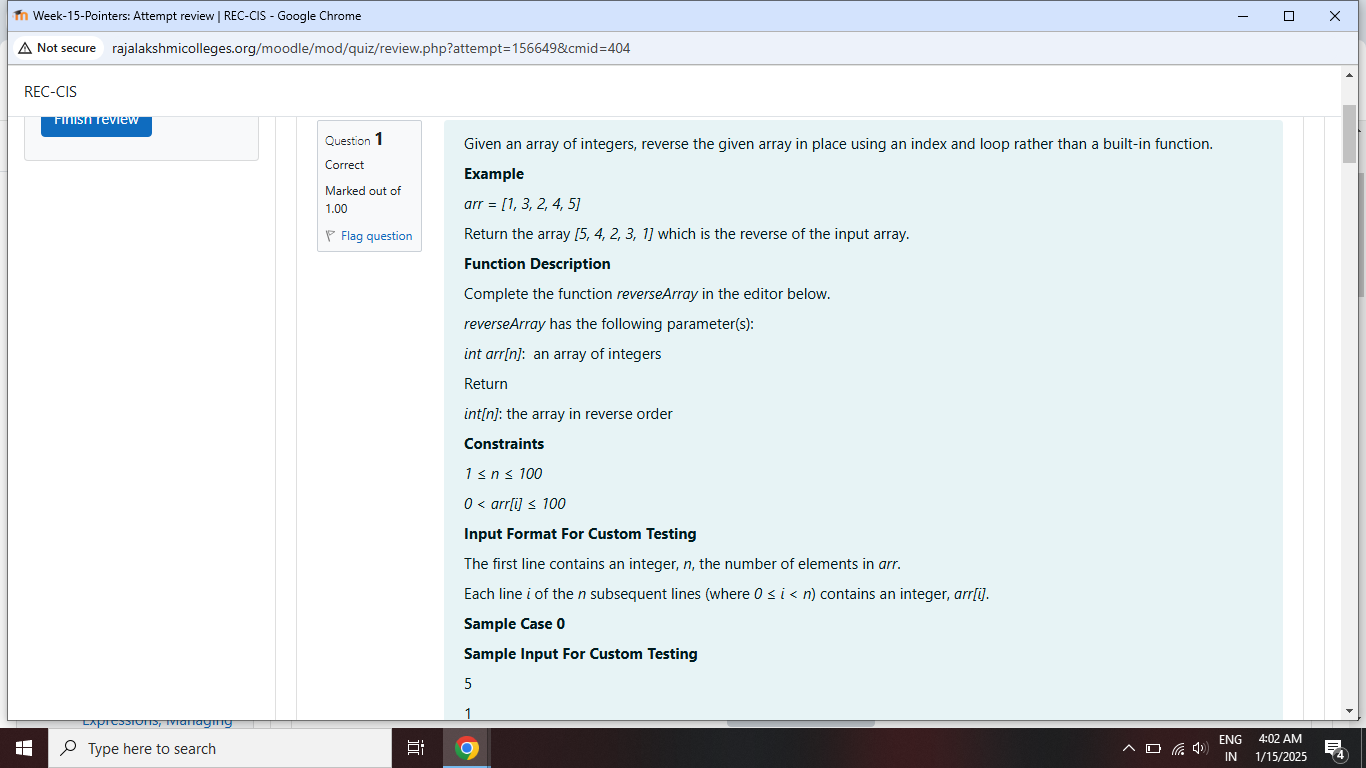 Week-15-Pointers: Attempt review | REC-CIS - Google Chrome
Not secure rajalakshmicolleges.org/moodle/mod/quiz/review.php?attempt=156649&cmid=404
REC-CIS
Finish review
Question 1
Correct
Marked out of
1.00
Flag question
Given an array of integers, reverse the given array in place using an index and loop rather than a built-in function.
Example
arr = [1, 3, 2, 4, 5]
Return the array [5, 4, 2, 3, 1] which is the reverse of the input array.
Function Description
Complete the function reverseArray in the editor below.
reverseArray has the following parameter(s):
int arr[n]: an array of integers
Return
int[n]: the array in reverse order
Constraints
1 ≤ n ≤ 100
0 < arr[i] ≤ 100
Input Format For Custom Testing
The first line contains an integer, n, the number of elements in arr.
Each line i of the n subsequent lines (where 0 ≤ i < n) contains an integer, arr[i].
Sample Case 0
Sample Input For Custom Testing
5
1
Expressions, Managing
Type here to search
ENG
IN
4:02 AM
1/15/2025
4